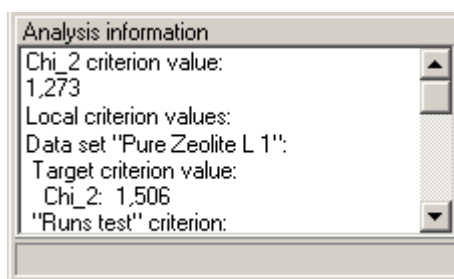 Analysis information
Chi_2 criterion value:
1,273
Local criterion values:
Data set "Pure Zeolite L 1":
Target criterion value:
Chi_2: 1,506
"Runs test" criterion: